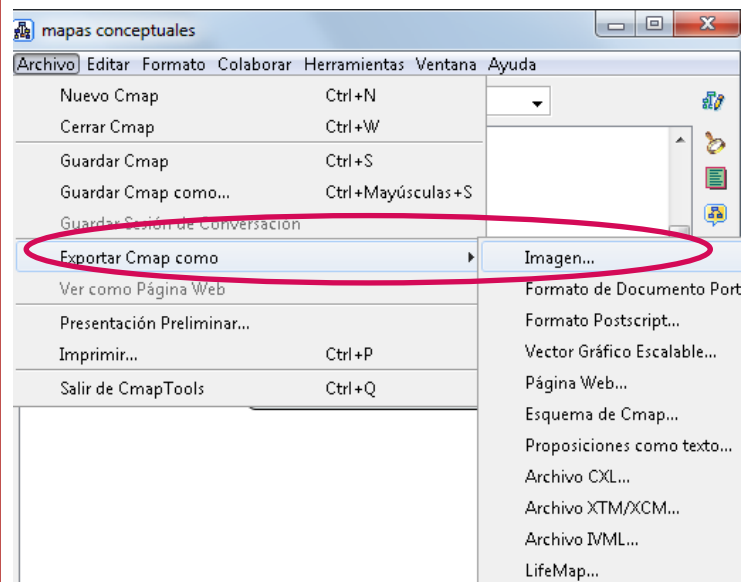 mapas conceptuales
Archivo Editar Formato Colaborar Herramientas Ventana Ayuda
Nuevo Cmap Ctrl+N
Cerrar Cmap Ctrl+W
Guardar Cmap Ctrl+S
Guardar Cmap como... Ctrl+Mayúsculas+S
Guardar Sesión de Conversación
Exportar Cmap como
Ver como Página Web
Presentación Preliminar...
Imprimir... Ctrl+P
Salir de CmapTools Ctrl+Q
Imagen...
Formato de Documento Port
Formato Postscript...
Vector Gráfico Escalable...
Página Web...
Esquema de Cmap...
Proposiciones como texto...
Archivo CXL...
Archivo XTM/XCM...
Archivo IVML...
LifeMap...